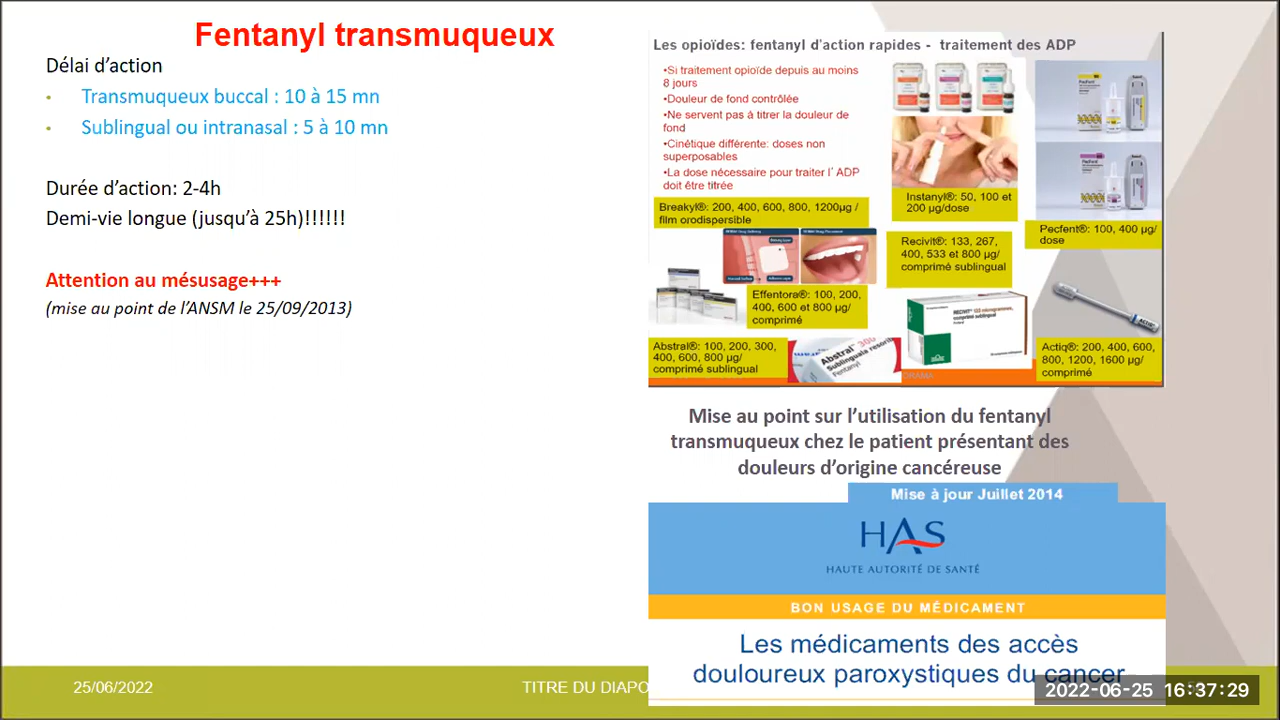 Fentanyl transmuqueux
Délai d'action
• Transmuqueux buccal : 10 à 15 mn
• Sublingual ou intranasal : 5 à 10 mn
Durée d'action: 2-4h
Demi-vie longue (jusqu'à 25h)!!!!!!
Attention au mésusage+++
(mise au point de l'ANSM le 25/09/2013)
Les opioïdes: fentanyl d'action rapides - traitement des ADP
•Si traitement opioïde depuis au moins
8 jours
•Douleur de fond contrôlée
•Ne servent pas à titrer la douleur de
fond
•Cinétique différente: doses non
superposables
•La dose nécessaire pour traiter l' ADP
doit être titrée
Breakyl®: 200, 400, 600, 800, 1200µg /
film orodispersible
Instanyl®: 50, 100 et
200 µg/dose
Pecfent®: 100, 400 µg/
dose
Recivit®: 133, 267,
400, 533 et 800 µg/
comprimé sublingual
Effentora®: 100, 200,
400, 600 et 800 µg/
comprimé
Abstral®: 100, 200, 300,
400, 600, 800 µg/
comprimé sublingual
Abstral 300
Fentanyl
Actiq®: 200, 400, 600,
800, 1200, 1600 µg/
comprimé
Mise au point sur l'utilisation du fentanyl
transmuqueux chez le patient présentant des
douleurs d'origine cancéreuse
Mise à jour Juillet 2014
HAS
HAUTE AUTORITÉ DE SANTÉ
BON USAGE DU MÉDICAMENT
Les médicaments des accès
douloureux paroxystiques du cancer
25/06/2022
TITRE DU DIAPO
2022-06-25 16:37:29